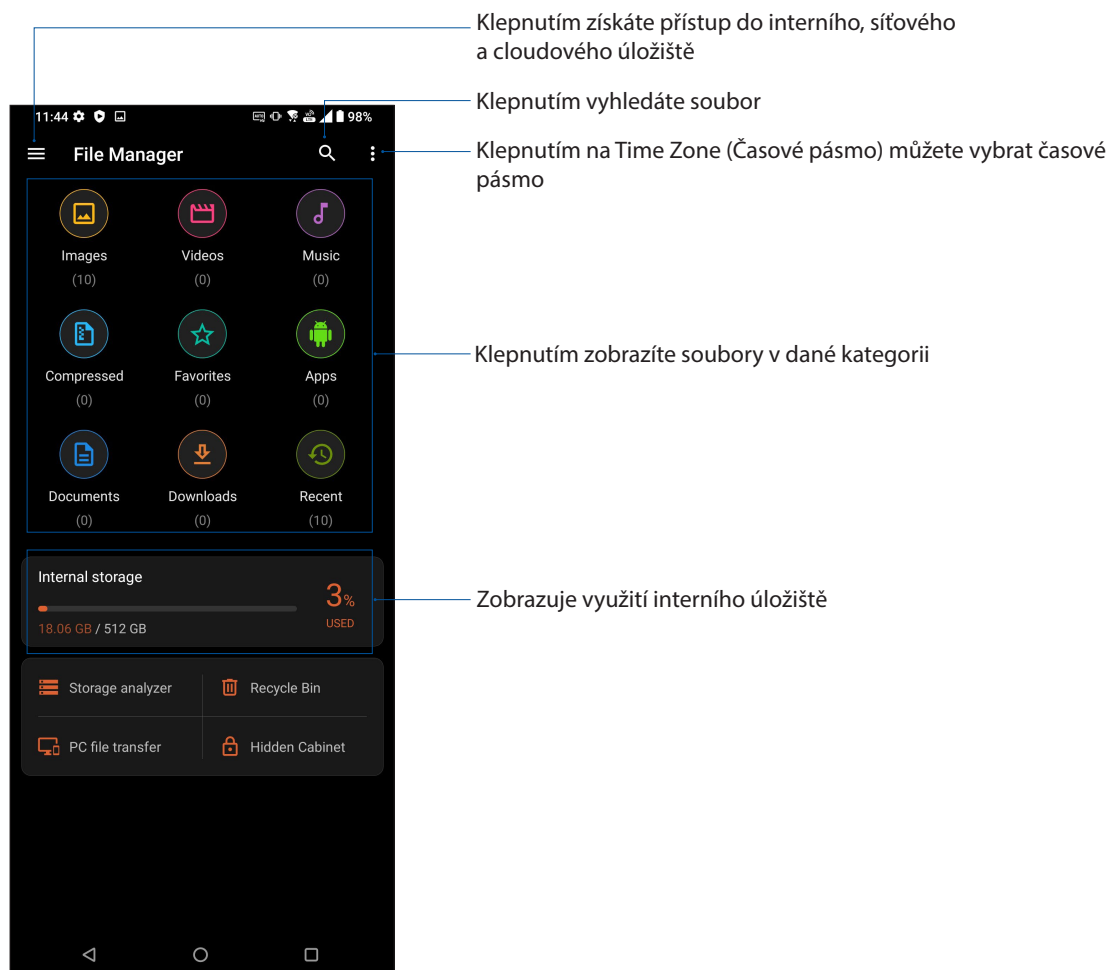 Klepnutím získáte přístup do interního, síťového
a cloudového úložiště
Klepnutím vyhledáte soubor
11:44 98%
File Manager
Klepnutím na Time Zone (Časové pásmo) můžete vybrat časové
pásmo
Images Videos Music
(10) (0) (0)
Klepnutím zobrazíte soubory v dané kategorii
Compressed Favorites Apps
(0) (0) (0)
Documents Downloads Recent
(0) (0) (10)
Internal storage
3%
USED
18.06 GB / 512 GB
Zobrazuje využití interního úložiště
Storage analyzer Recycle Bin
PC file transfer Hidden Cabinet